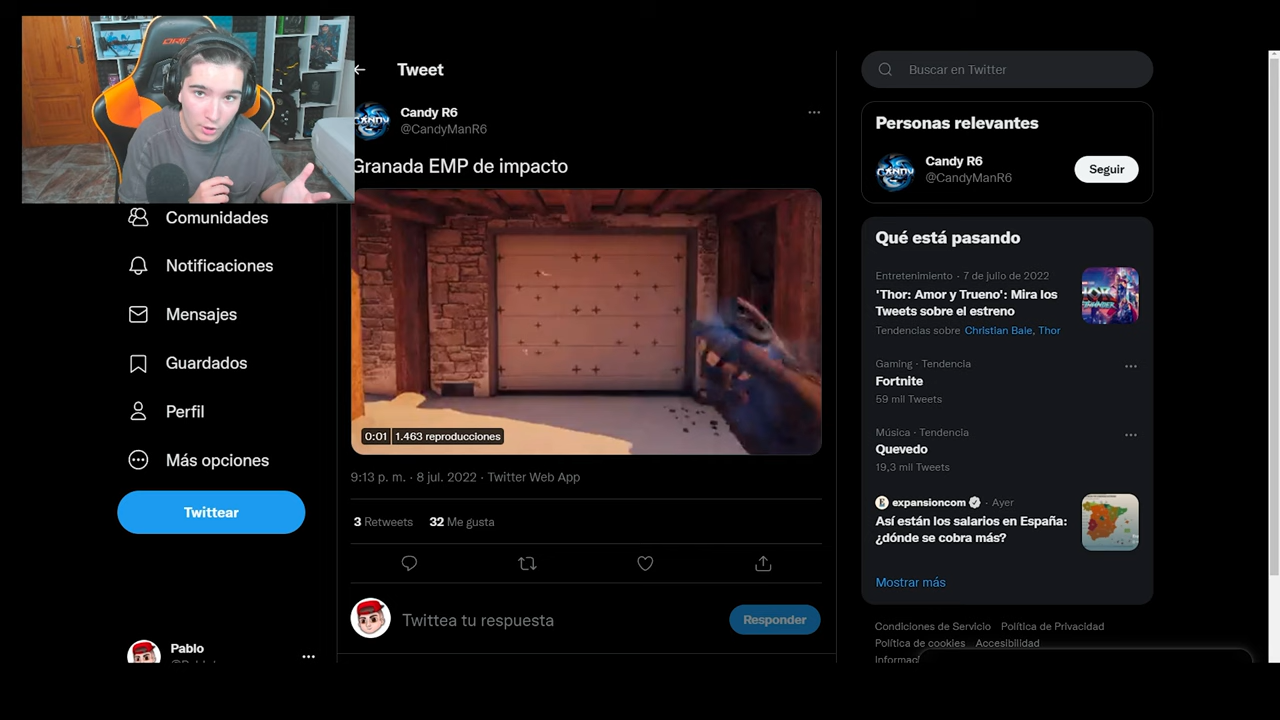 Tweet
Candy R6
@CandyManR6
Granada EMP de impacto
0:01 1.463 reproducciones
9:13 p. m. · 8 jul. 2022 · Twitter Web App
3 Retweets 32 Me gusta
Twittea tu respuesta
Responder
Comunidades
Notificaciones
Mensajes
Guardados
Perfil
Más opciones
Twittear
Pablo
Buscar en Twitter
Personas relevantes
Candy R6
@CandyManR6
Seguir
Qué está pasando
Entretenimiento · 7 de julio de 2022
'Thor: Amor y Trueno': Mira los
Tweets sobre el estreno
Tendencias sobre Christian Bale, Thor
Gaming · Tendencia
Fortnite
59 mil Tweets
Música · Tendencia
Quevedo
19,3 mil Tweets
expansioncom · Ayer
Así están los salarios en España:
¿dónde se cobra más?
Mostrar más
Condiciones de Servicio Política de Privacidad
Política de cookies Accesibilidad